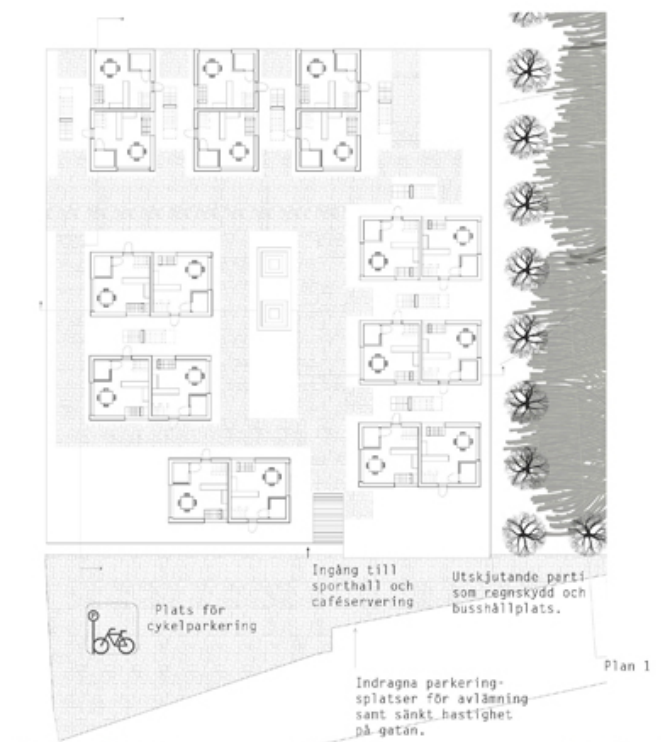 Ingång till
sporthall och
caféservering
Utskjutande parti
som regnskydd och
busshållplats.
Plats för
cykelparkering
P
Plan 1
Indragna parkering-
splatser för avlämning
samt sänkt hastighet
på gatan.